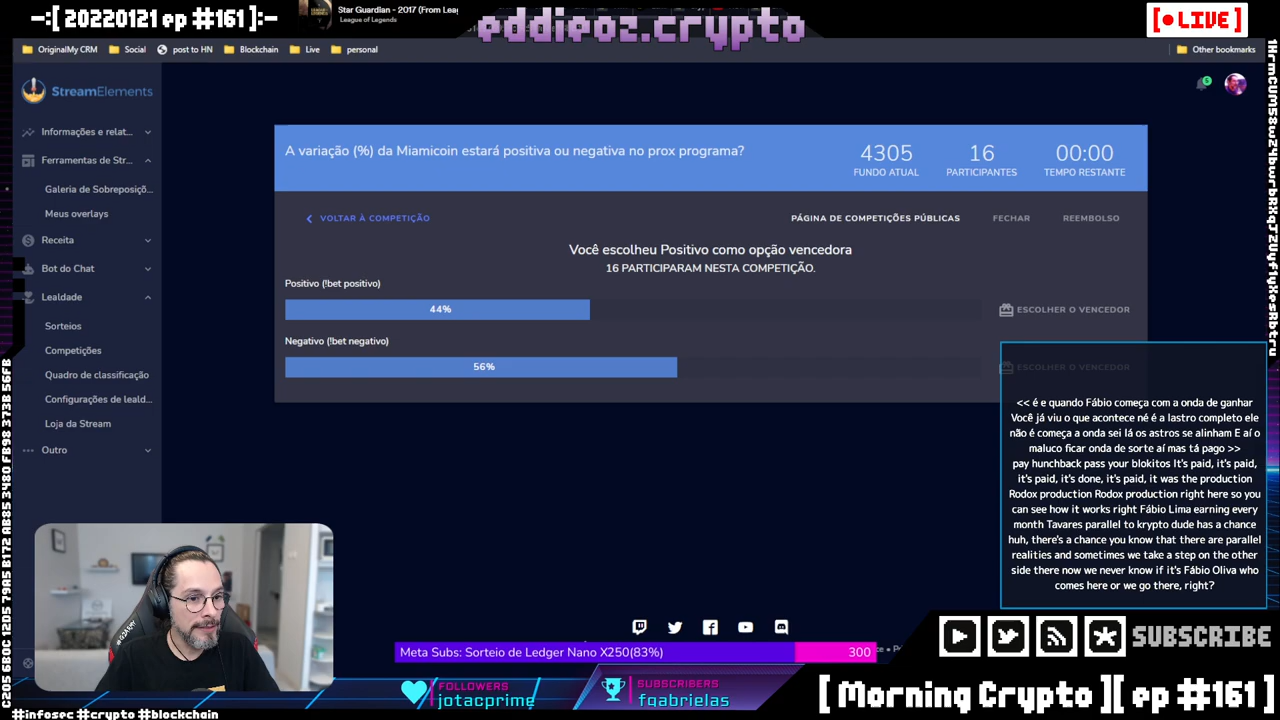 -:[ 20220121 ep #161 ]:-
Star Guardian - 2017 (From Leag
League of Legends
eddieoz.crypto
[ LIVE ]
OriginalMy CRM
Social
post to HN
Blockchain
Live
personal
Other bookmarks
StreamElements
5
Informações e relat...
Ferramentas de Str...
Galeria de Sobreposiçõ...
Meus overlays
Receita
Bot do Chat
Lealdade
Sorteios
Competições
Quadro de classificação
Configurações de leald...
Loja da Stream
Outro
A variação (%) da Miamicoin estará positiva ou negativa no prox programa?
4305
FUNDO ATUAL
16
PARTICIPANTES
00:00
TEMPO RESTANTE
VOLTAR À COMPETIÇÃO
PÁGINA DE COMPETIÇÕES PÚBLICAS
FECHAR
REEMBOLSO
Você escolheu Positivo como opção vencedora
16 PARTICIPARAM NESTA COMPETIÇÃO.
Positivo (!bet positivo)
44%
ESCOLHER O VENCEDOR
Negativo (!bet negativo)
56%
ESCOLHER O VENCEDOR
<< é e quando Fábio começa com a onda de ganhar
Você já viu o que acontece né é a lastro completo ele
não é começa a onda sei lá os astros se alinham E aí o
maluco ficar onda de sorte aí mas tá pago >>
pay hunchback pass your blokitos It's paid, it's paid,
it's paid, it's done, it's paid, it was the production
Rodox production Rodox production right here so you
can see how it works right Fábio Lima earning every
month Tavares parallel to krypto dude has a chance
huh, there's a chance you know that there are parallel
realities and sometimes we take a step on the other
side there now we never know if it's Fábio Oliva who
comes here or we go there, right?
Meta Subs: Sorteio de Ledger Nano X250(83%)
300
FOLLOWERS
jotacprime
SUBSCRIBERS
fgabrielas
SUBSCRIBE
[ Morning Crypto ][ ep #161 ]
#infosec #crypto #blockchain